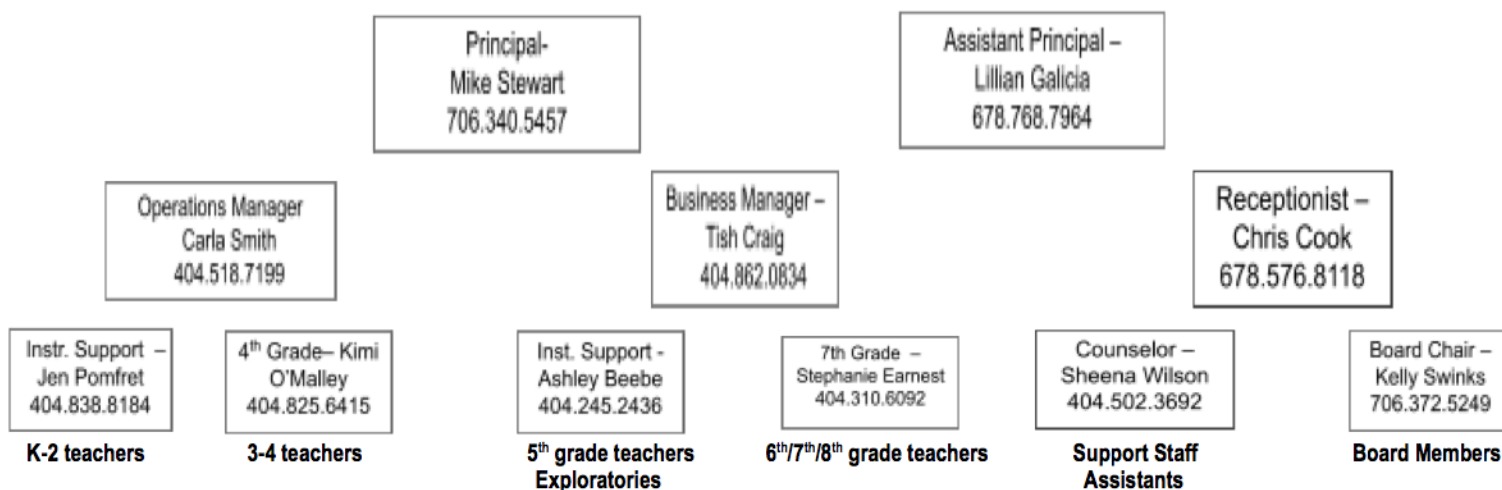 Principal-
Mike Stewart
706.340.5457
Assistant Principal –
Lillian Galicia
678.768.7964
Operations Manager
Carla Smith
404.518.7199
Business Manager –
Tish Craig
404.862.0834
Receptionist –
Chris Cook
678.576.8118
Instr. Support –
Jen Pomfret
404.838.8184
4th Grade– Kimi
O'Malley
404.825.6415
Inst. Support -
Ashley Beebe
404.245.2436
7th Grade –
Stephanie Earnest
404.310.6092
Counselor –
Sheena Wilson
404.502.3692
Board Chair –
Kelly Swinks
706.372.5249
K-2 teachers
3-4 teachers
5th grade teachers
Exploratories
6th/7th/8th grade teachers
Support Staff
Assistants
Board Members